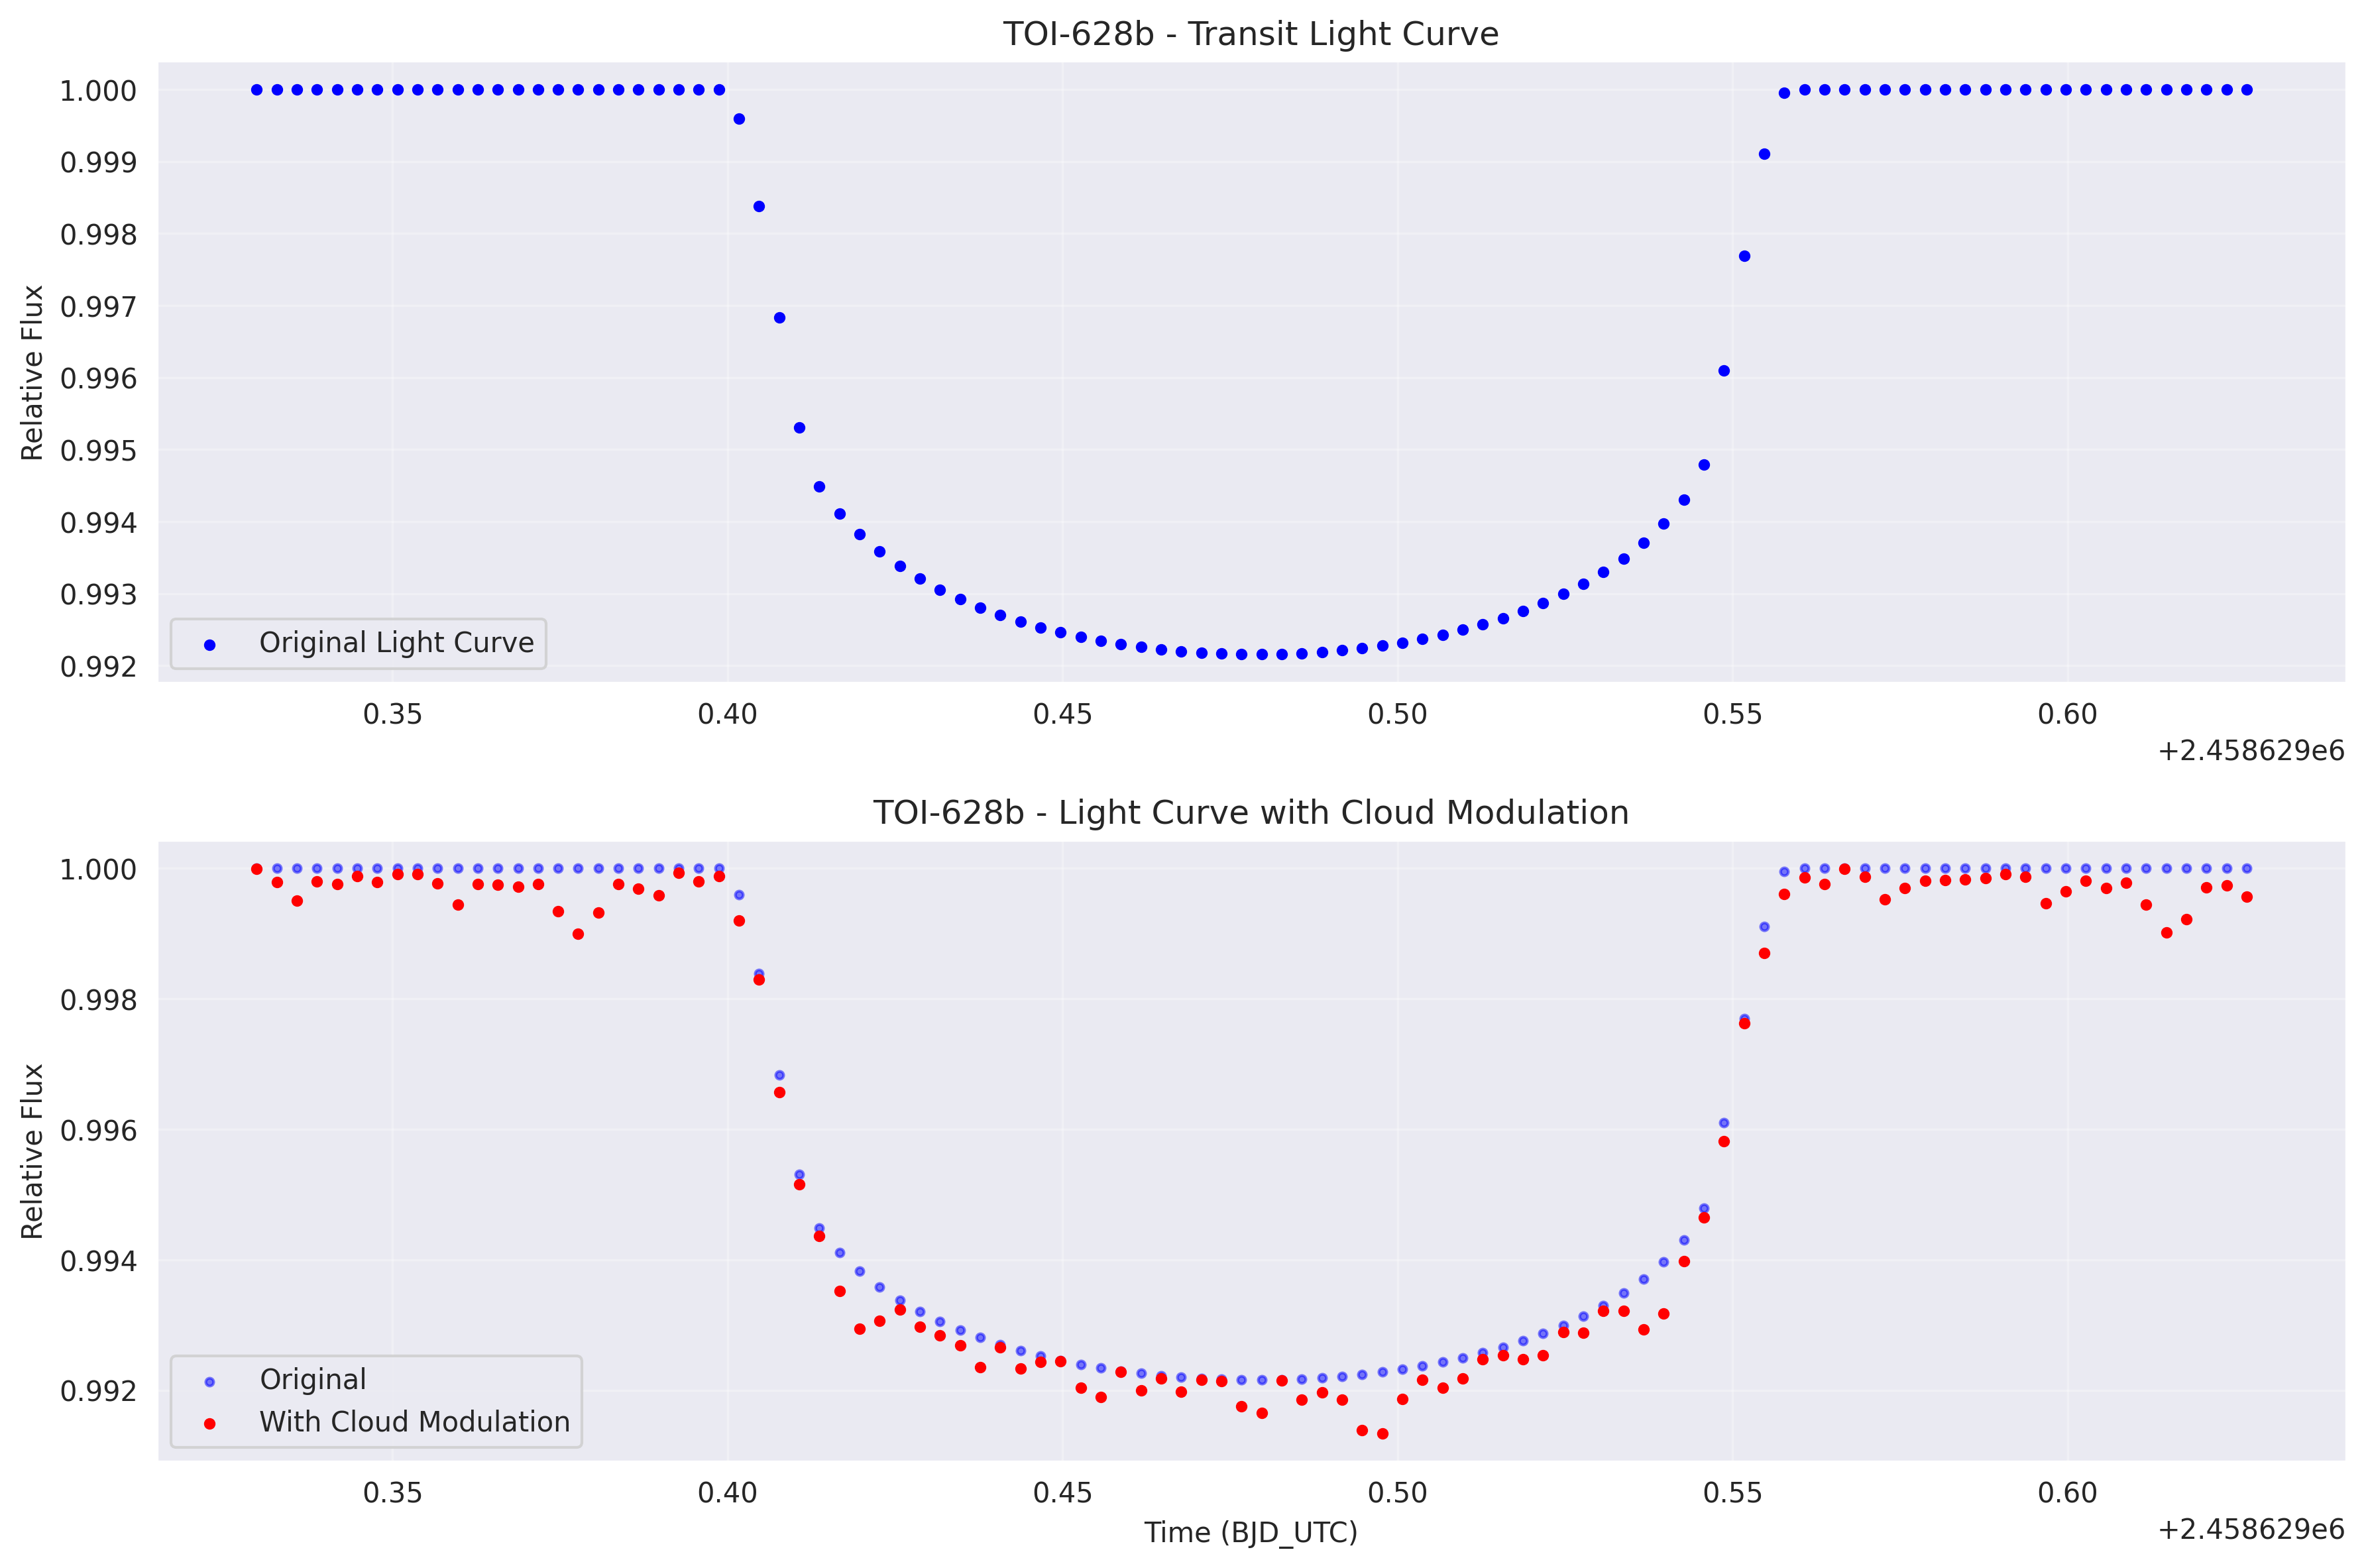 TOI-628b - Transit Light Curve
Relative Flux
1.000
0.999
0.998
0.997
0.996
0.995
0.994
0.993
0.992
Original Light Curve
0.35 0.40 0.45 0.50 0.55 0.60
+2.458629e6
TOI-628b - Light Curve with Cloud Modulation
Relative Flux
1.000
0.998
0.996
0.994
0.992
Original
With Cloud Modulation
0.35 0.40 0.45 0.50 0.55 0.60
Time (BJD_UTC)
+2.458629e6